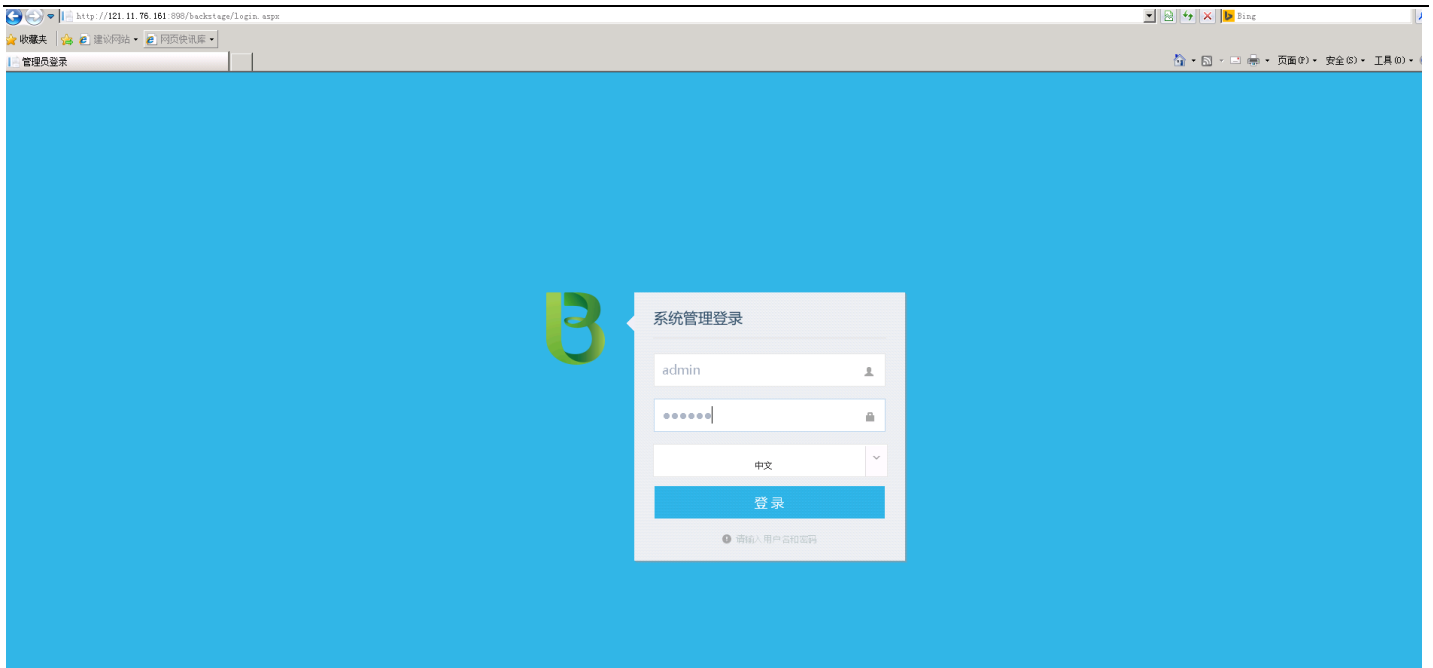 http://121.11.76.161:898/backstage/login.aspx
Bing
收藏夹 建议网站 网页快讯库
管理员登录
页面(P) 安全(S) 工具(O)
系统管理登录
admin
●●●●●●
中文
登录
请输入用户名和密码